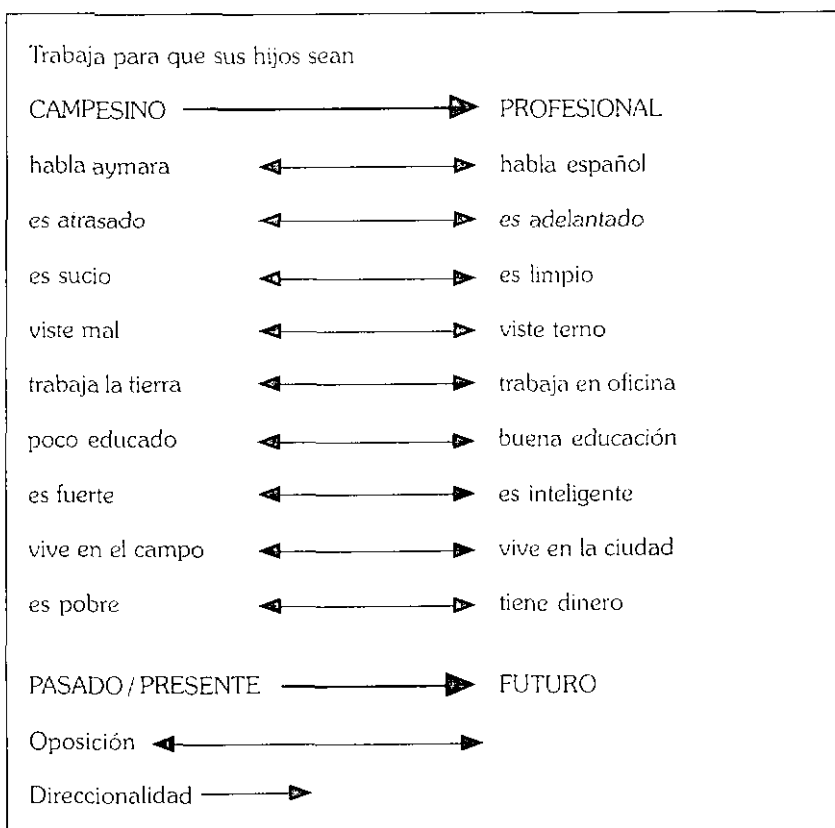 Trabaja para que sus hijos sean
CAMPESINO PROFESIONAL
habla aymara habla español
es atrasado es adelantado
es sucio es limpio
viste mal viste terno
trabaja la tierra trabaja en oficina
poco educado buena educación
es fuerte es inteligente
vive en el campo vive en la ciudad
es pobre tiene dinero
PASADO / PRESENTE FUTURO
Oposición
Direccionalidad